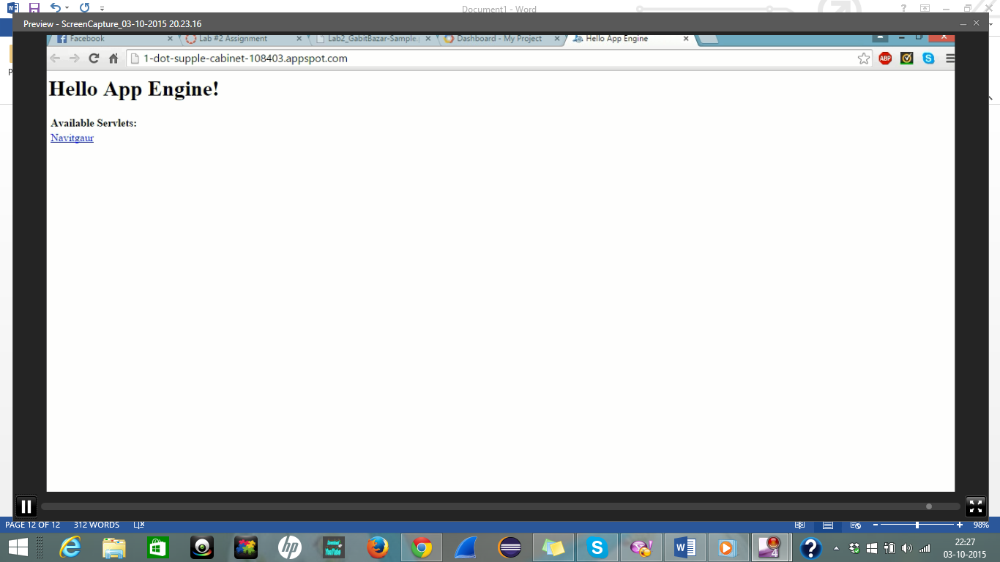 Document1 - Word
Preview - ScreenCapture_03-10-2015 20.23.16
Facebook
Lab #2 Assignment
Lab2_GabitBazar-Sample.
Dashboard - My Project
Hello App Engine
1-dot-supple-cabinet-108403.appspot.com
ABP
Hello App Engine!
Available Servlets:
Navitgaur
PAGE 12 OF 12
312 WORDS
98%
hp
22:27
03-10-2015